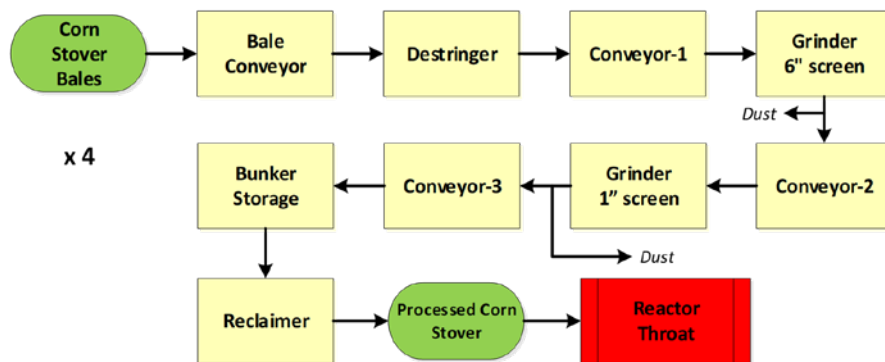 Corn
Stover
Bales
Bale
Conveyor
Destringer
Conveyor-1
Grinder
6" screen
Dust
x 4
Bunker
Storage
Conveyor-3
Grinder
1” screen
Conveyor-2
Dust
Reclaimer
Processed Corn
Stover
Reactor
Throat